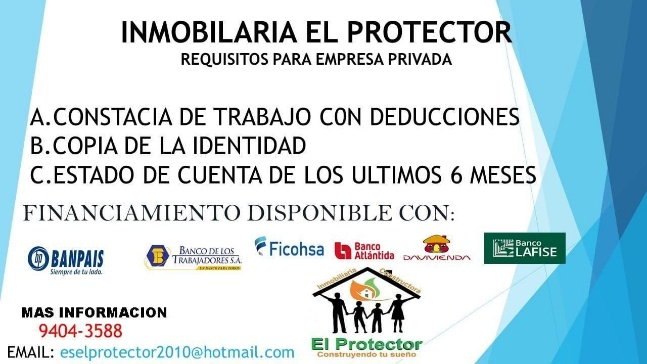 INMOBILARIA EL PROTECTOR
REQUISITOS PARA EMPRESA PRIVADA
A.CONSTACIA DE TRABAJO C0N DEDUCCIONES
B.COPIA DE LA IDENTIDAD
C.ESTADO DE CUENTA DE LOS ULTIMOS 6 MESES
FINANCIAMIENTO DISPONIBLE CON:
bp BANPAIS
Siempre de tu lado.
BANCO DE LOS
TRABAJADORES S.A.
Ficohsa
Banco
Atlántida
DAVIVIENDA
Banco
LAFISE
Inmobiliaria Constructora
El Protector
Construyendo tu sueño
MAS INFORMACION
9404-3588
EMAIL: eselprotector2010@hotmail.com